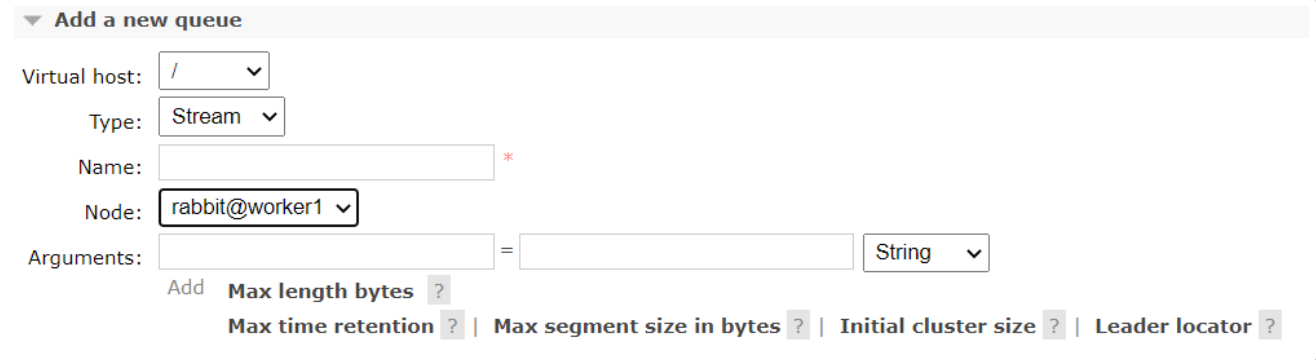 Add a new queue
Virtual host: /
Type: Stream
Name: *
Node: rabbit@worker1
Arguments: = String
Add Max length bytes ?
Max time retention ? | Max segment size in bytes ? | Initial cluster size ? | Leader locator ?